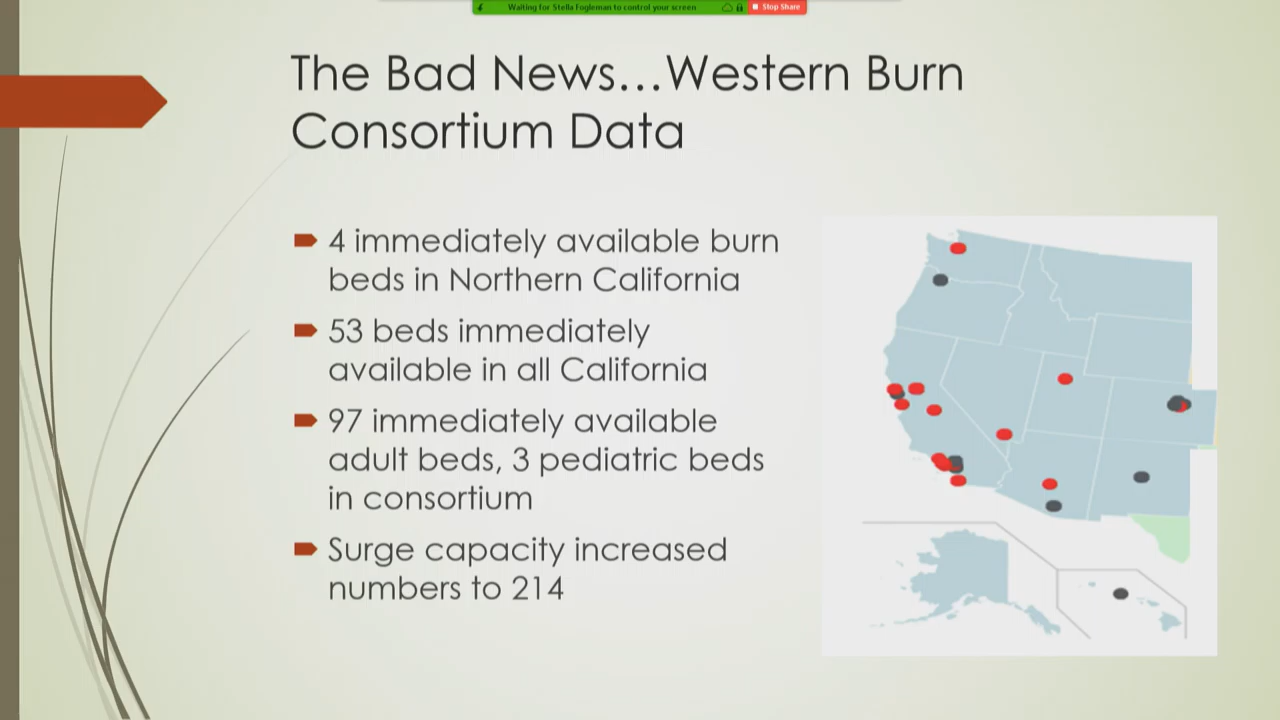 Waiting for Stella Fogleman to control your screen
Stop Share
The Bad News...Western Burn
Consortium Data
4 immediately available burn
beds in Northern California
53 beds immediately
available in all California
97 immediately available
adult beds, 3 pediatric beds
in consortium
Surge capacity increased
numbers to 214